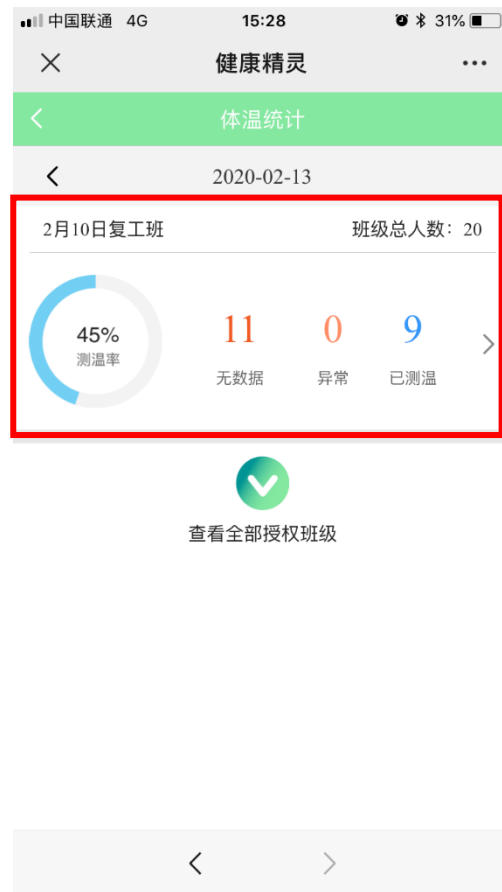 中国联通 4G 15:28 31%
健康精灵
体温统计
2020-02-13
2月10日复工班 班级总人数：20
45%
测温率
11 0 9
无数据 异常 已测温
查看全部授权班级